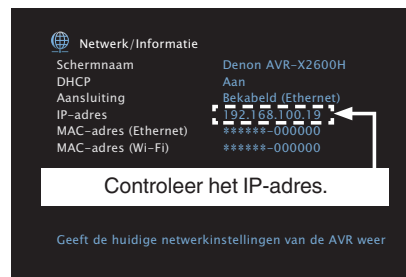 Netwerk/Informatie
Schermnaam Denon AVR-X2600H
DHCP Aan
Aansluiting Bekabeld (Ethernet)
IP-adres 192.168.100.19
MAC-adres (Ethernet) ******-000000
MAC-adres (Wi-Fi) ******-000000
Controleer het IP-adres.
Geeft de huidige netwerkinstellingen van de AVR weer